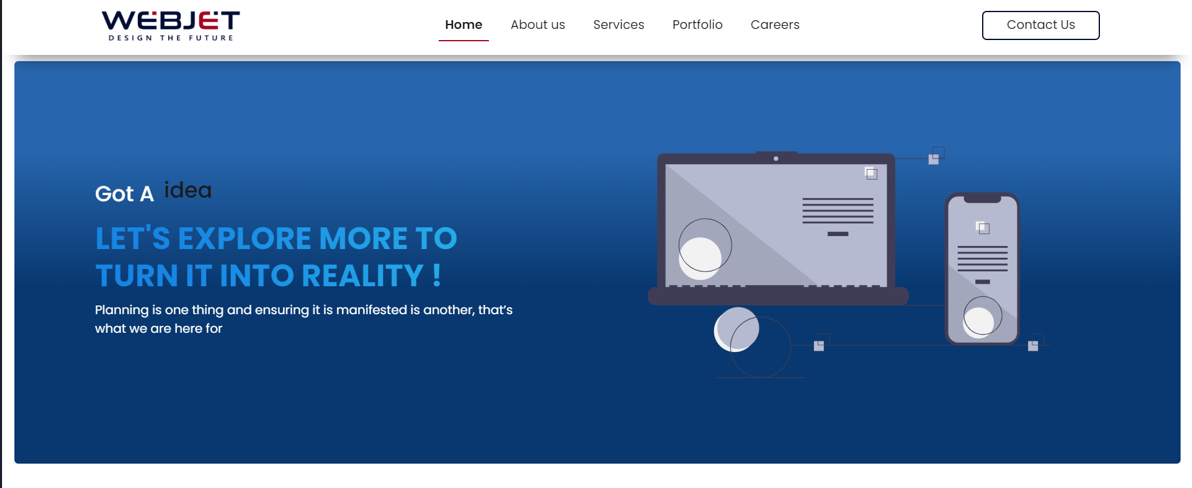 WEBJET
DESIGN THE FUTURE
Home
About us
Services
Portfolio
Careers
Contact Us
Got A idea
LET'S EXPLORE MORE TO
TURN IT INTO REALITY !
Planning is one thing and ensuring it is manifested is another, that's
what we are here for